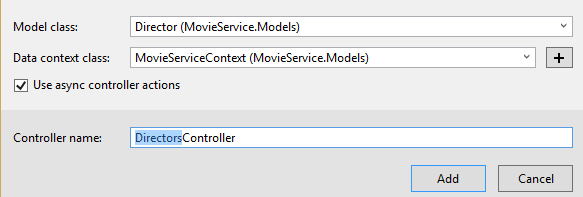 Model class: Director (MovieService.Models)
Data context class: MovieServiceContext (MovieService.Models) +
Use async controller actions
Controller name: DirectorsController
Add Cancel